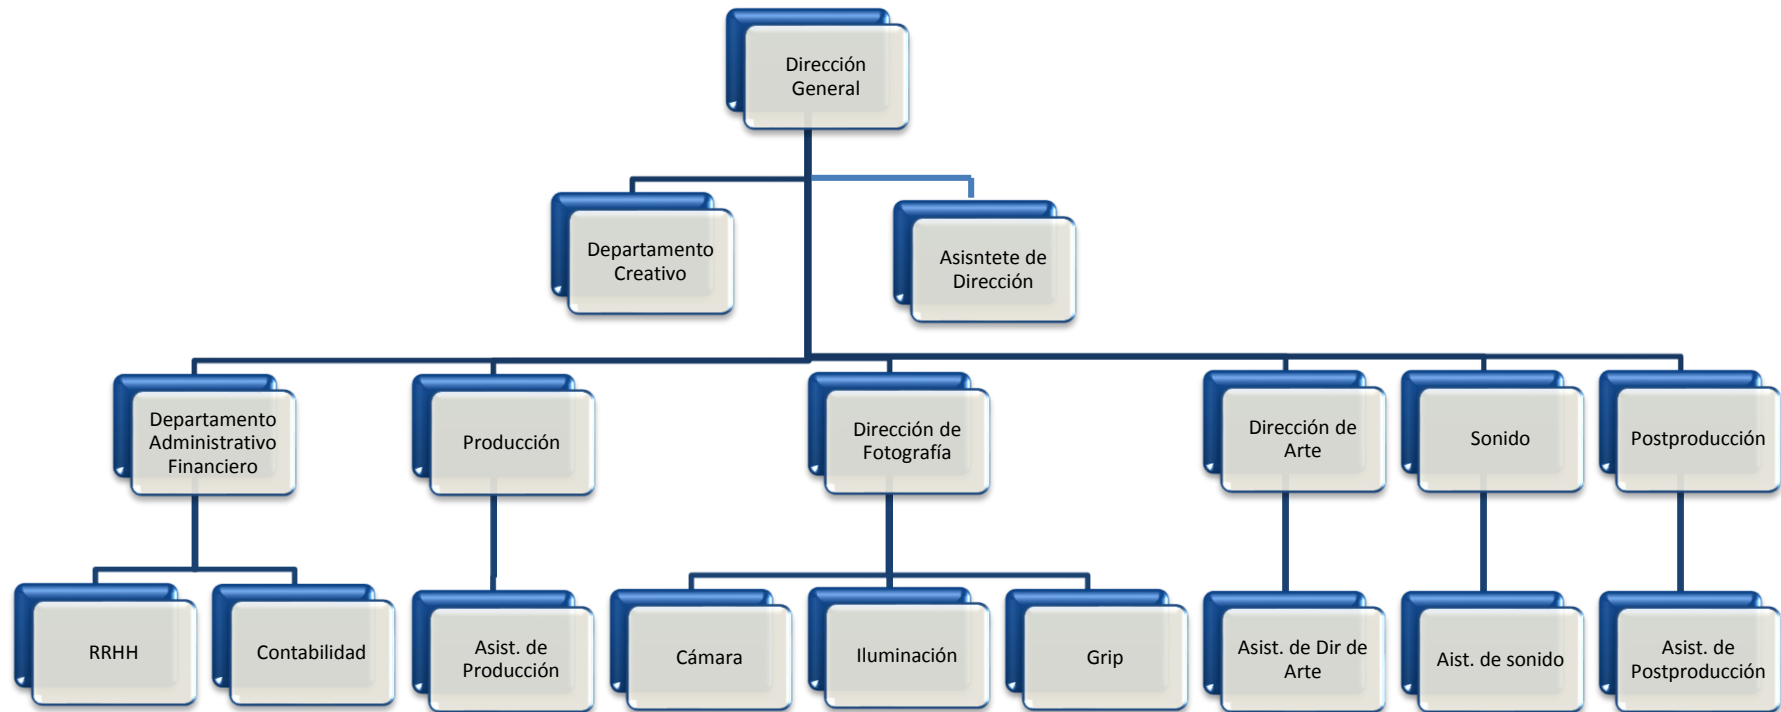 Dirección
General
Departamento
Creativo
Asisntete de
Dirección
Departamento
Administrativo
Financiero
Producción
Dirección de
Fotografía
Dirección de
Arte
Sonido
Postproducción
RRHH
Contabilidad
Asist. de
Producción
Cámara
Iluminación
Grip
Asist. de Dir de
Arte
Aist. de sonido
Asist. de
Postproducción